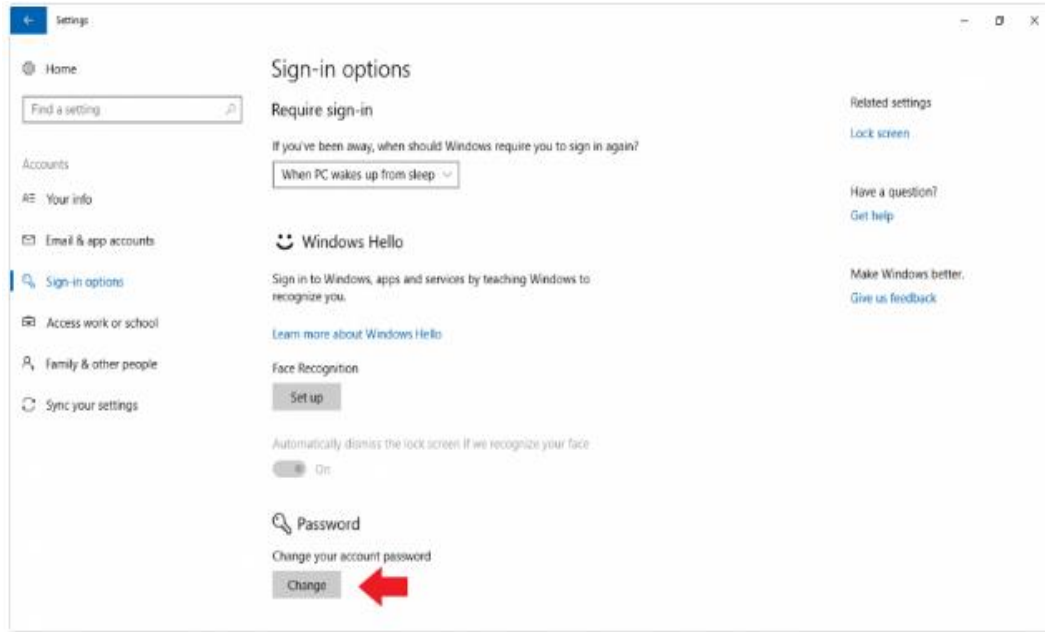 Settings
Home
Find a setting
Accounts
Your info
Email & app accounts
Sign-in options
Access work or school
Family & other people
Sync your settings
Sign-in options
Require sign-in
If you've been away, when should Windows require you to sign in again?
When PC wakes up from sleep
Windows Hello
Sign in to Windows, apps and services by teaching Windows to
recognize you.
Learn more about Windows Hello
Face Recognition
Set up
Automatically dismiss the lock screen if we recognize your face
On
Password
Change your account password
Change
Related settings
Lock screen
Have a question?
Get help
Make Windows better.
Give us feedback